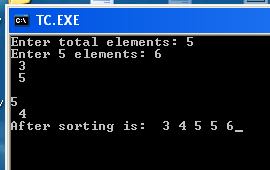 TC.EXE
Enter total elements: 5
Enter 5 elements: 6
3
5
5
4
After sorting is:  3 4 5 5 6_